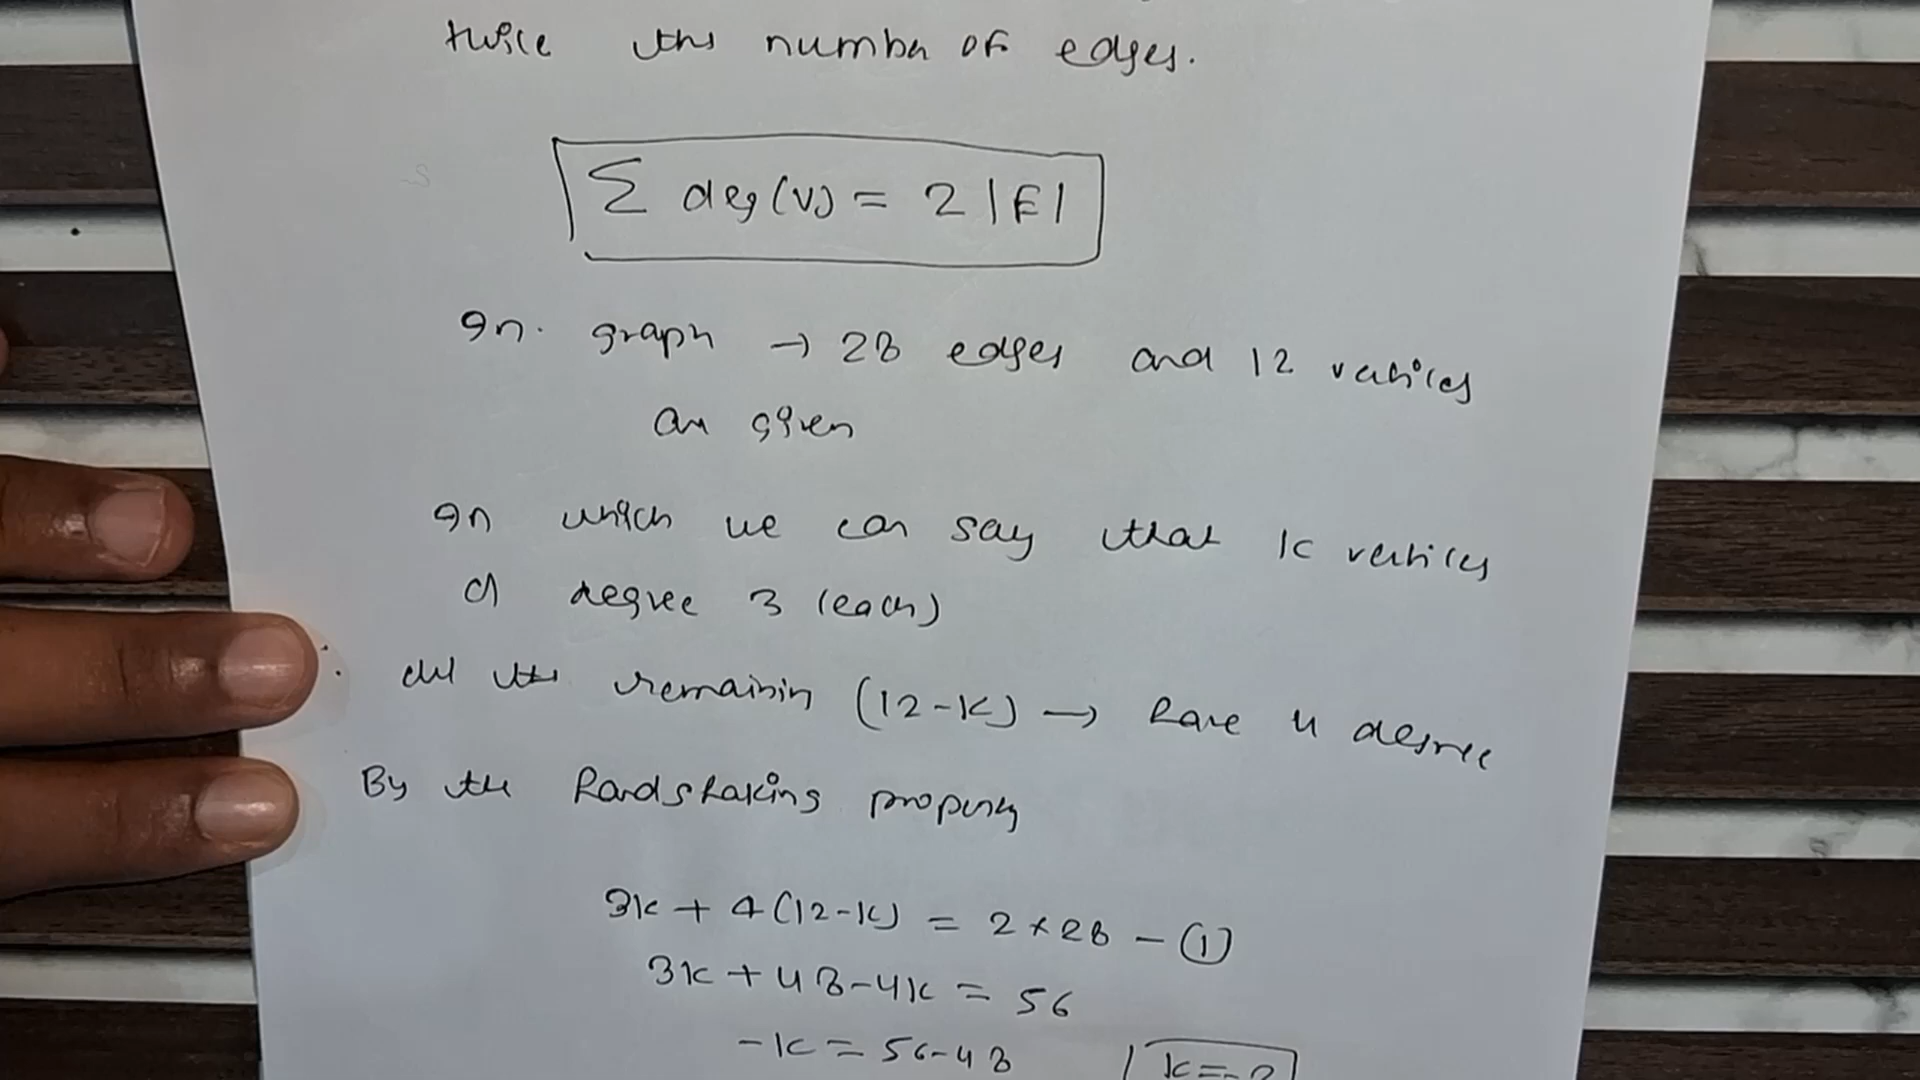 twice the number of edges.
Σ deg(V) = 2|E|
In. graph → 28 edges and 12 vertices
are given
In which we can say that k vertices
of degree 3 (each)
∴ all the remainin (12-k) → have 4 degree
By the handshaking property
3k + 4(12-k) = 2×28 - (1)
3k + 48-4k = 56
-k = 56-48